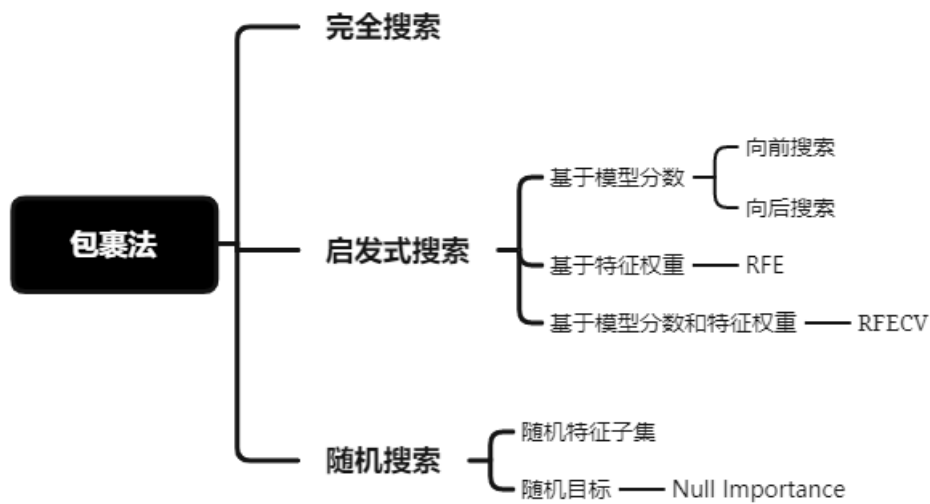 包裹法
完全搜索
启发式搜索
基于模型分数
向前搜索
向后搜索
基于特征权重
RFE
基于模型分数和特征权重
RFECV
随机搜索
随机特征子集
随机目标
Null Importance